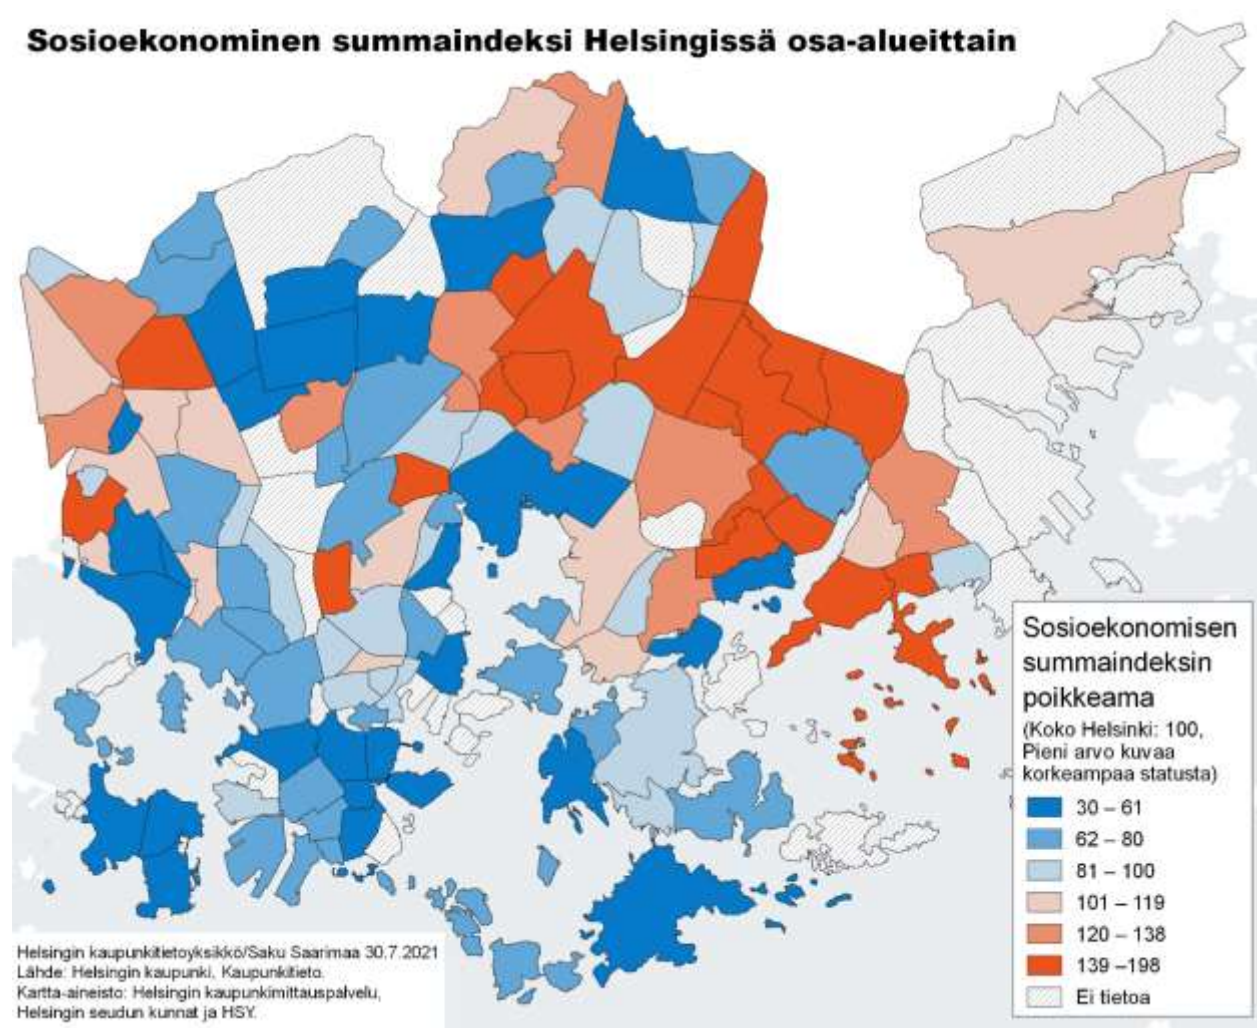 Sosioekonominen summaindeksi Helsingissä osa-alueittain
Sosioekonomisen
summaindeksin
poikkeama
(Koko Helsinki: 100,
Pieni arvo kuvaa
korkeampaa statusta)
30 – 61
62 – 80
81 – 100
101 – 119
120 – 138
139 –198
Ei tietoa
Helsingin kaupunkitietoyksikkö/Saku Saarimaa 30.7.2021
Lähde: Helsingin kaupunki, Kaupunkitieto.
Kartta-aineisto: Helsingin kaupunkimittauspalvelu,
Helsingin seudun kunnat ja HSY.